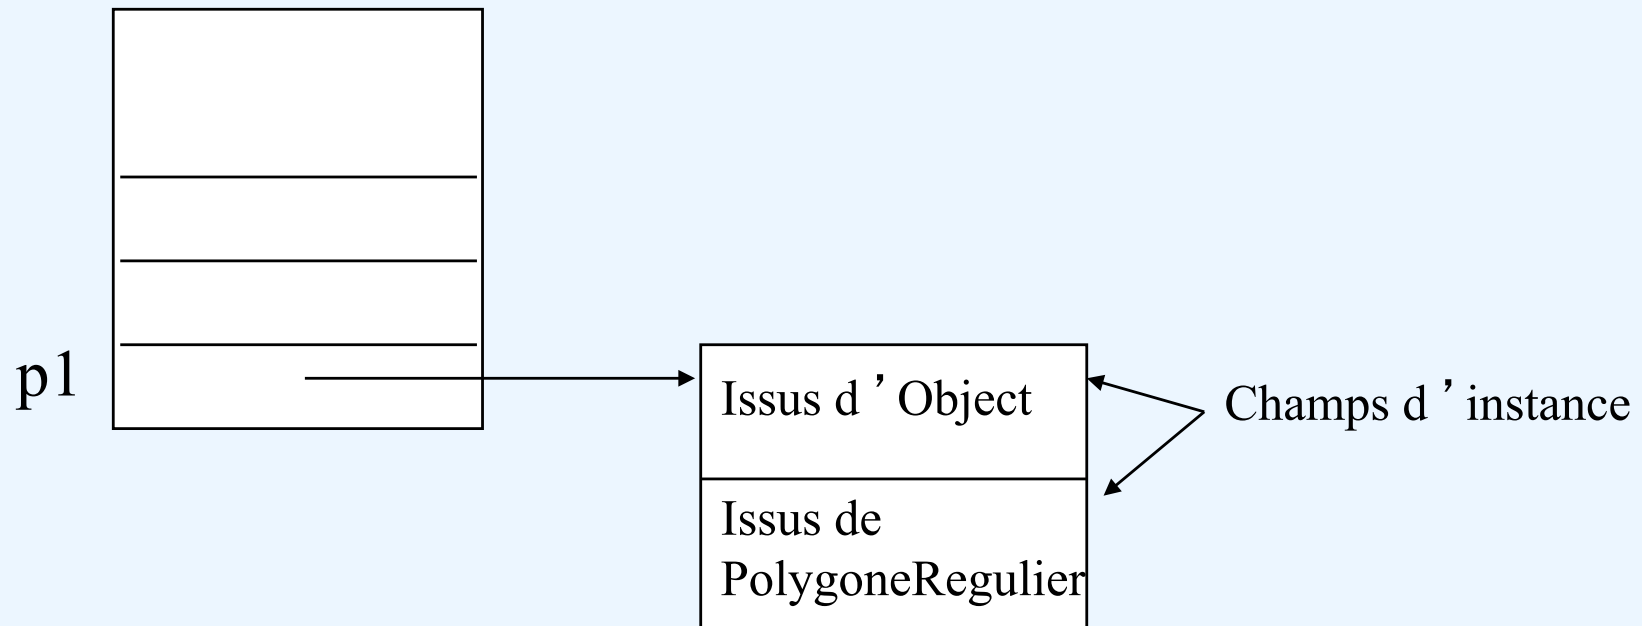 p1
Issus d ’ Object
Champs d ’ instance
Issus de
PolygoneRegulier